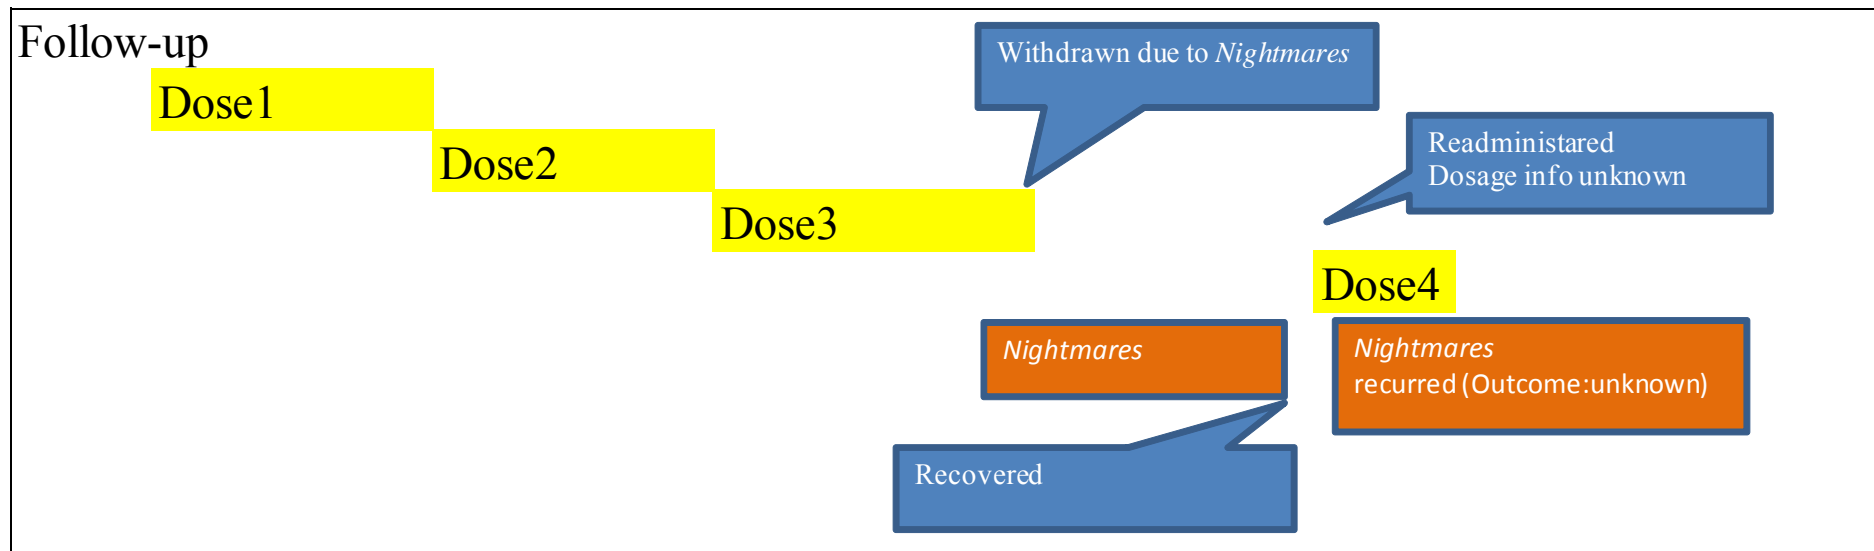 Follow-up
Withdrawn due to Nightmares
Dose1
Dose2
Readministared
Dosage info unknown
Dose3
Dose4
Nightmares
Nightmares
recurred (Outcome:unknown)
Recovered